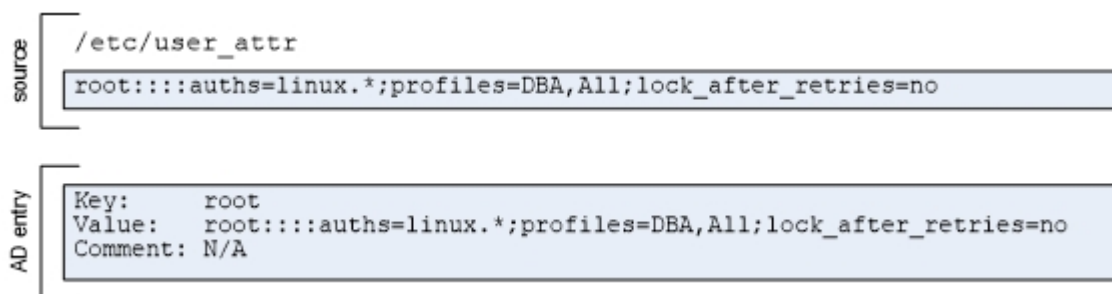 source
/etc/user_attr
root::::auths=linux.*;profiles=DBA,All;lock_after_retries=no
AD entry
Key: root
Value: root::::auths=linux.*;profiles=DBA,All;lock_after_retries=no
Comment: N/A